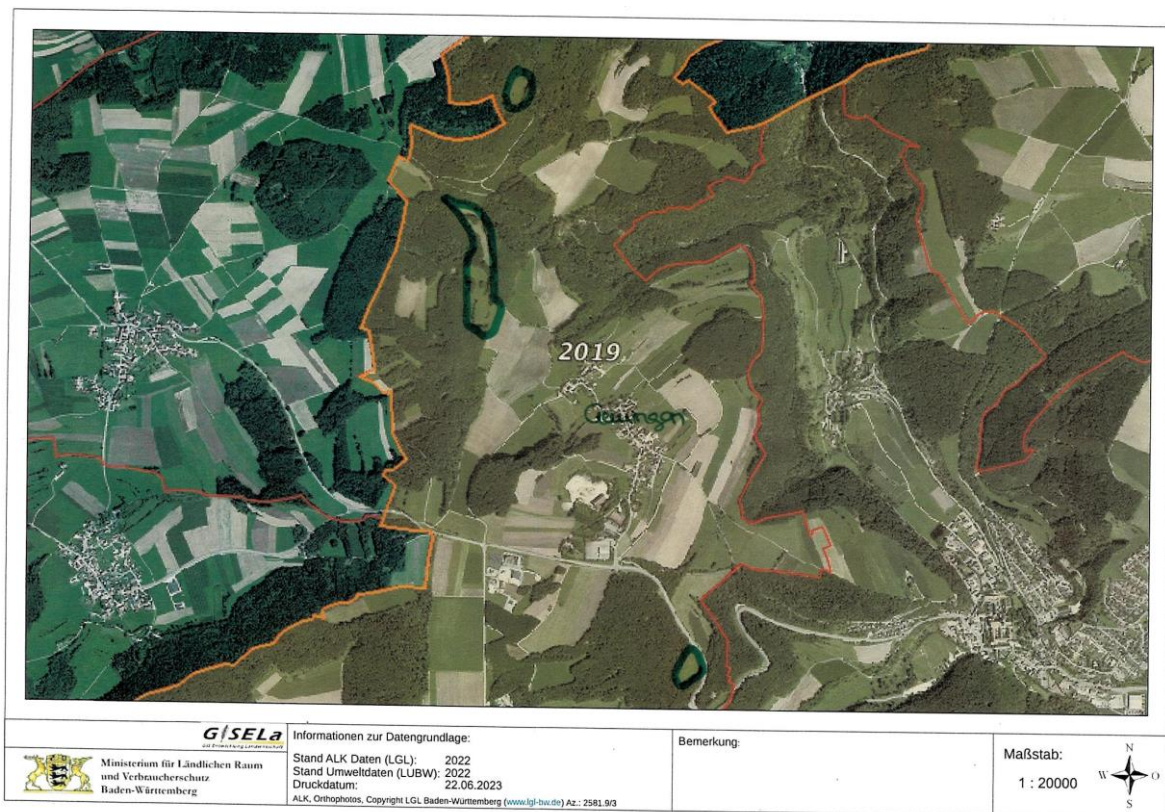 2019
GISELa
Ministerium für Ländlichen Raum
und Verbraucherschutz
Baden-Württemberg
Informationen zur Datengrundlage:
Stand ALK Daten (LGL): 2022
Stand Umweltdaten (LUBW): 2022
Druckdatum: 22.06.2023
ALK, Orthophotos, Copyright LGL Baden-Württemberg (www.lgl-bw.de) Az.: 2581.9/3
Bemerkung:
Maßstab:
1 : 20000
N
W O
S